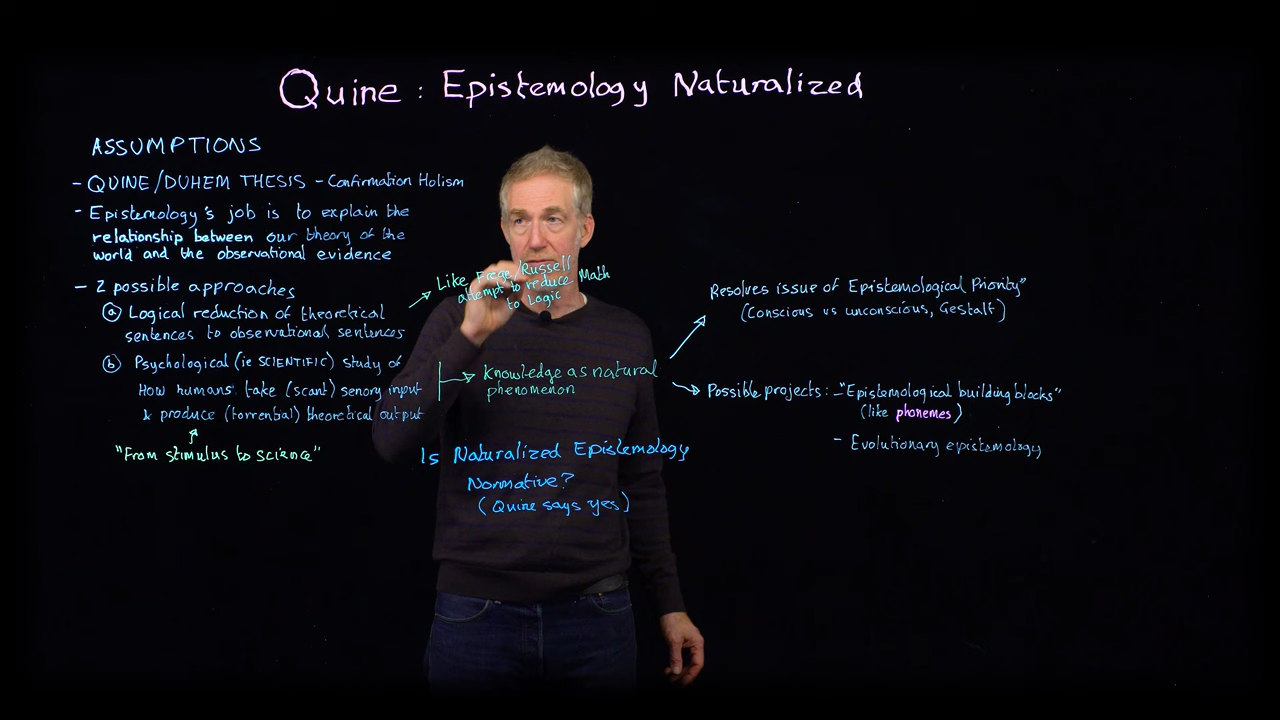 Quine : Epistemology Naturalized
ASSUMPTIONS
- QUINE/DUHEM THESIS - Confirmation Holism
- Epistemology's job is to explain the
relationship between our theory of the
world and the observational evidence
- 2 possible approaches
(a) Logical reduction of theoretical
sentences to observational sentences
(b) Psychological (ie SCIENTIFIC) study of
How humans take (scant) senory input
& produce (torrential) theoretical output
"From stimulus to science"
Like Frege/Russell
attempt to reduce Math
to Logic
Knowledge as natural
phenomenon
Is Naturalized Epistemology
Normative?
(Quine says yes)
Resolves issue of Epistemological Priority"
(Conscious vs unconscious, Gestalt)
Possible projects: - "Epistemological building blocks"
(like phonemes)
- Evolutionary epistemology